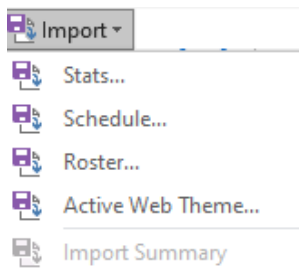 Import
Stats...
Schedule...
Roster...
Active Web Theme...
Import Summary